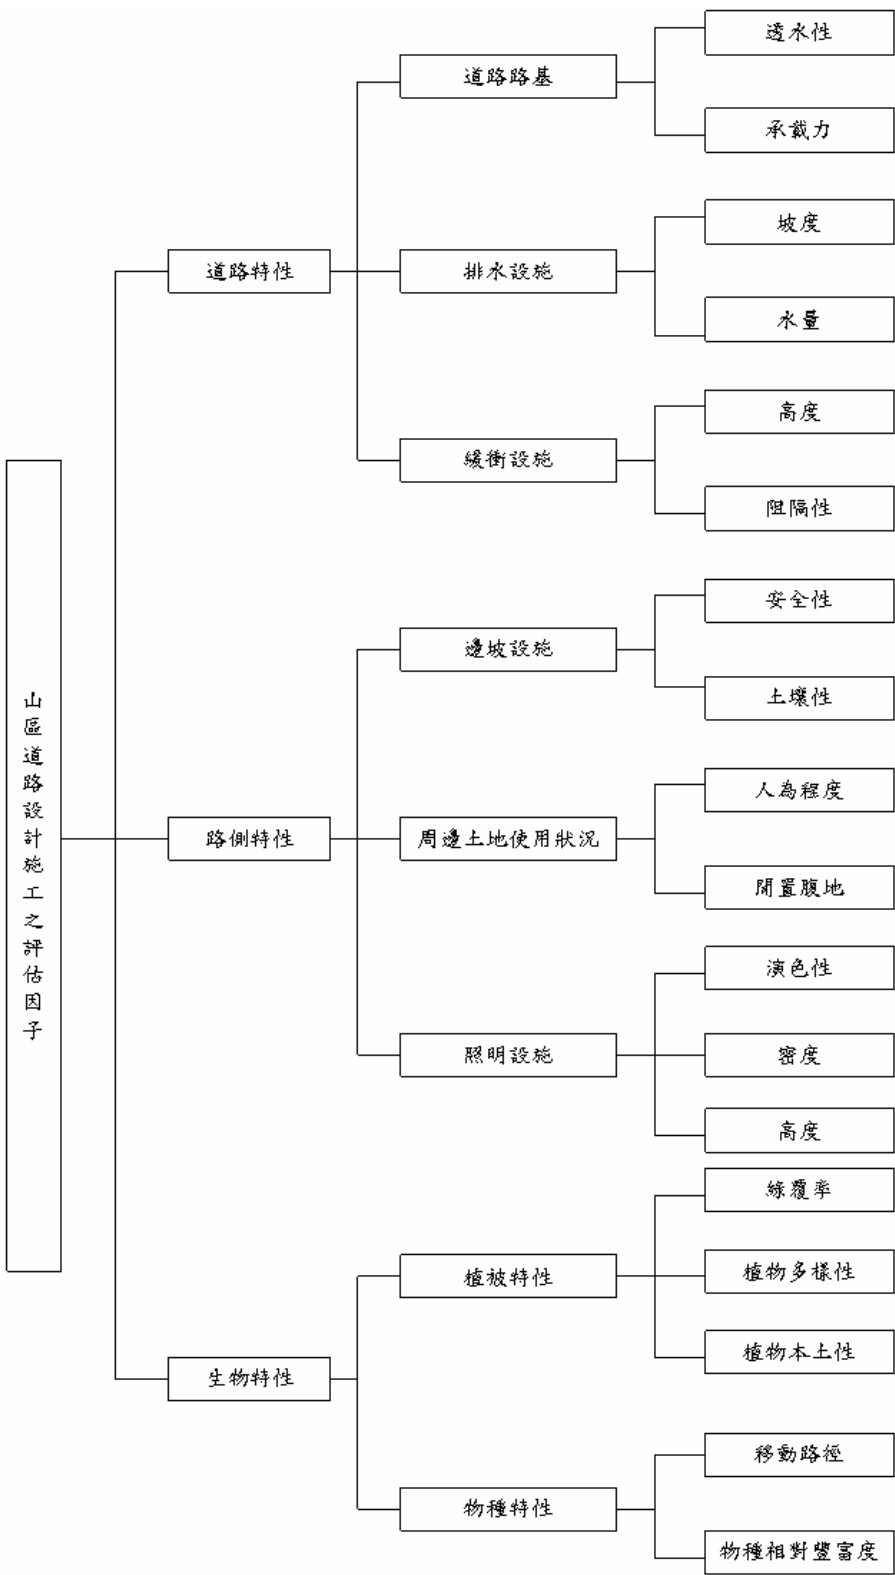 山區道路設計施工之評估因子
道路特性
道路路基
透水性
承載力
排水設施
坡度
水量
緩衝設施
高度
阻隔性
路側特性
邊坡設施
安全性
土壤性
周邊土地使用狀況
人為程度
閒置腹地
照明設施
演色性
密度
高度
生物特性
植被特性
綠覆率
植物多樣性
植物本土性
物種特性
移動路徑
物種相對豐富度